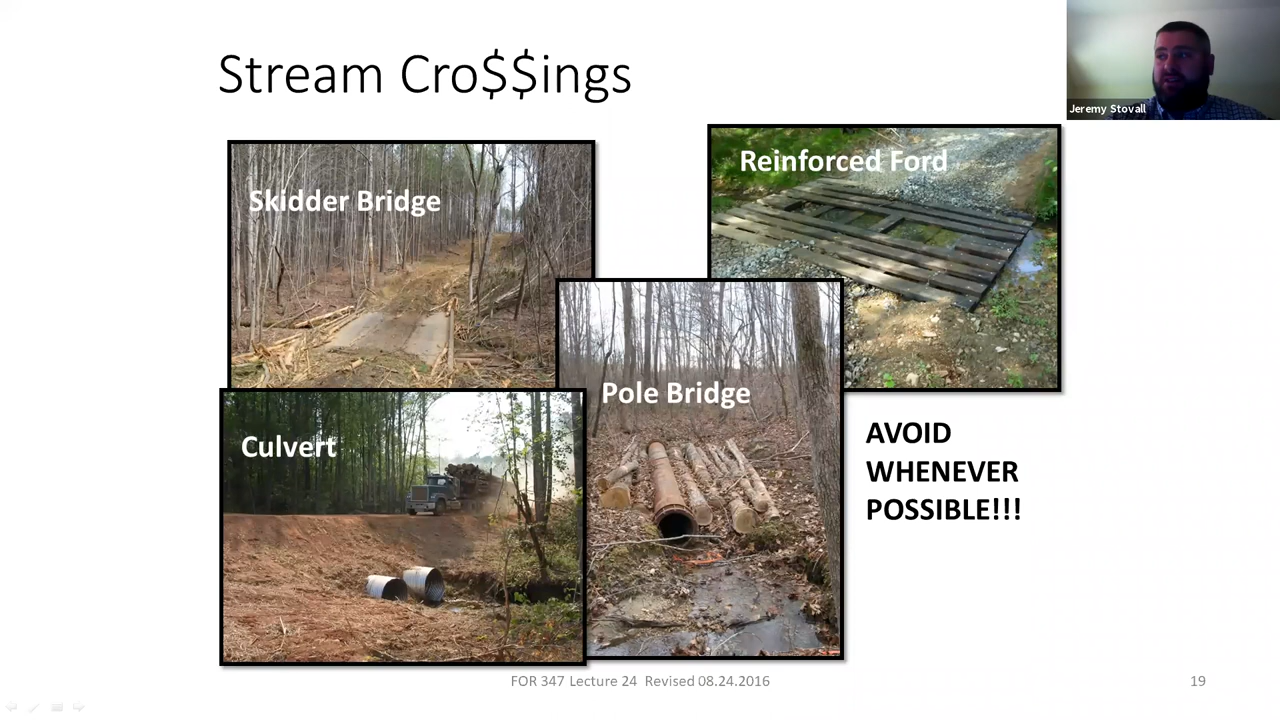 Stream Cro$$ings
Jeremy Stovall
Skidder Bridge
Reinforced Ford
Pole Bridge
Culvert
AVOID
WHENEVER
POSSIBLE!!!
FOR 347 Lecture 24 Revised 08.24.2016
19